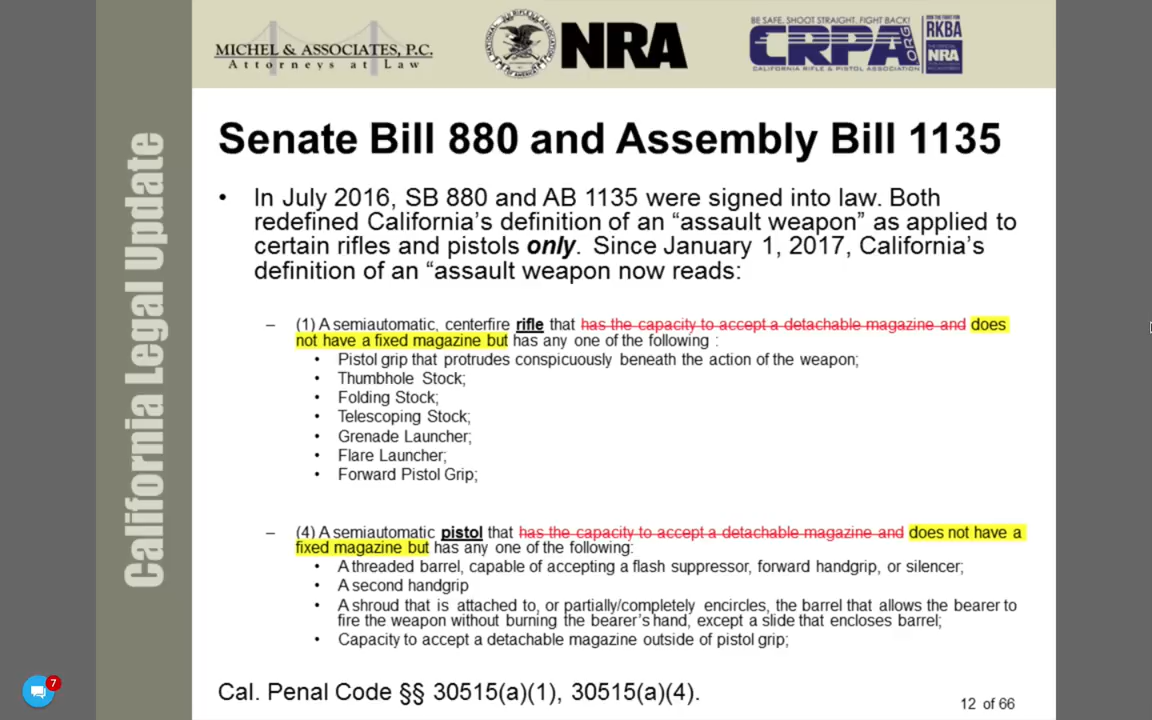 MICHEL & ASSOCIATES, P.C.
Attorneys at Law
NRA
BE SAFE, SHOOT STRAIGHT, FIGHT BACK!
CRPA.ORG
CALIFORNIA RIFLE & PISTOL ASSOCIATION
RKBA
NRA
California Legal Update
Senate Bill 880 and Assembly Bill 1135
• In July 2016, SB 880 and AB 1135 were signed into law. Both
redefined California's definition of an “assault weapon” as applied to
certain rifles and pistols only. Since January 1, 2017, California's
definition of an “assault weapon now reads:
– (1) A semiautomatic, centerfire rifle that has the capacity to accept a detachable magazine and does
not have a fixed magazine but has any one of the following :
• Pistol grip that protrudes conspicuously beneath the action of the weapon;
• Thumbhole Stock;
• Folding Stock;
• Telescoping Stock;
• Grenade Launcher;
• Flare Launcher;
• Forward Pistol Grip;
– (4) A semiautomatic pistol that has the capacity to accept a detachable magazine and does not have a
fixed magazine but has any one of the following:
• A threaded barrel, capable of accepting a flash suppressor, forward handgrip, or silencer;
• A second handgrip
• A shroud that is attached to, or partially/completely encircles, the barrel that allows the bearer to
fire the weapon without burning the bearer's hand, except a slide that encloses barrel;
• Capacity to accept a detachable magazine outside of pistol grip;
Cal. Penal Code §§ 30515(a)(1), 30515(a)(4).
12 of 66
7